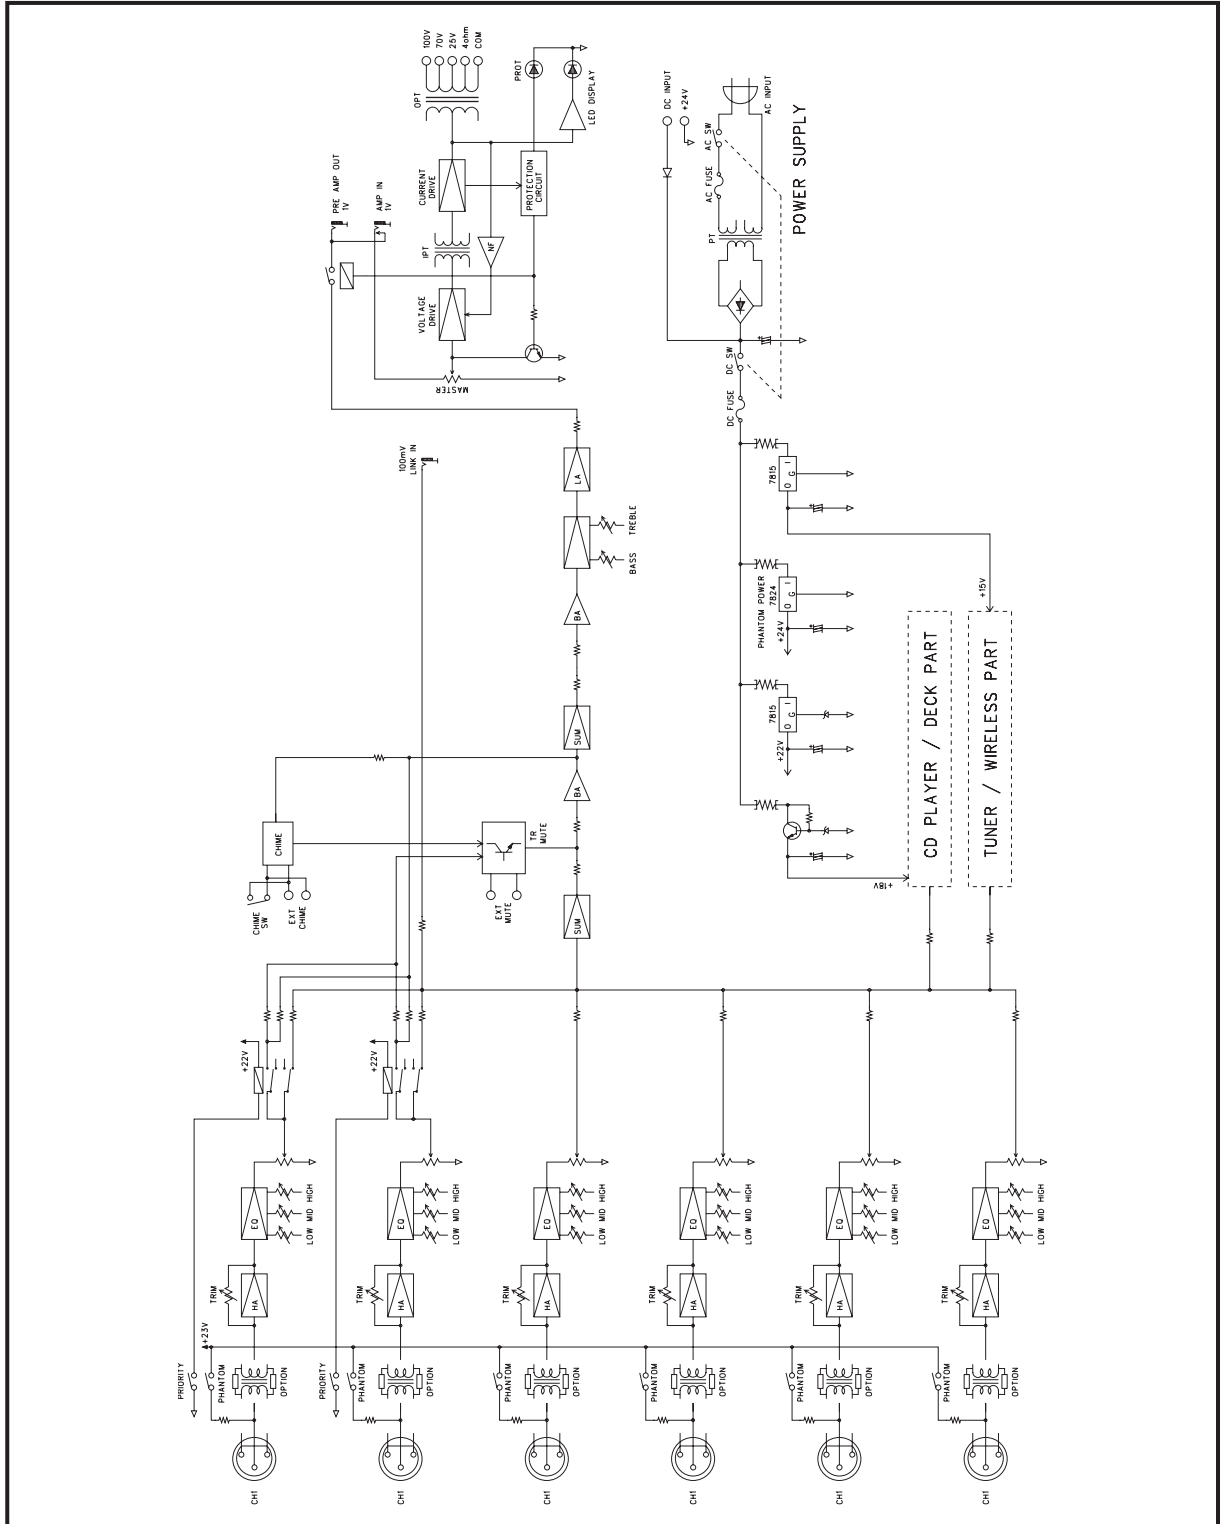 100V
70V
25V
4ohm
COM
OPT
PROT
LED DISPLAY
PRE AMP OUT
1V
AMP IN
1V
CURRENT
DRIVE
PROTECTION
CIRCUIT
IPT
NF
VOLTAGE
DRIVE
MASTER
100mV
LINK IN
LA
TREBLE
BASS
BA
SUM
BA
CHIME
CHIME
SW
EXT
CHIME
TR
MUTE
EXT
MUTE
SUM
DC INPUT
+24V
AC INPUT
AC SW
AC FUSE
PT
POWER SUPPLY
DC SW
DC FUSE
7815
O G I
+15V
PHANTOM POWER
7824
O G I
+24V
7815
O G I
+22V
+18V
CD PLAYER / DECK PART
TUNER / WIRELESS PART
+22V
+22V
EQ
LOW MID HIGH
EQ
LOW MID HIGH
EQ
LOW MID HIGH
EQ
LOW MID HIGH
EQ
LOW MID HIGH
EQ
LOW MID HIGH
TRIM
HA
TRIM
HA
TRIM
HA
TRIM
HA
TRIM
HA
TRIM
HA
+23V
PRIORITY
PHANTOM
OPTION
PRIORITY
PHANTOM
OPTION
PHANTOM
OPTION
PHANTOM
OPTION
PHANTOM
OPTION
PHANTOM
OPTION
CH1
CH1
CH1
CH1
CH1
CH1